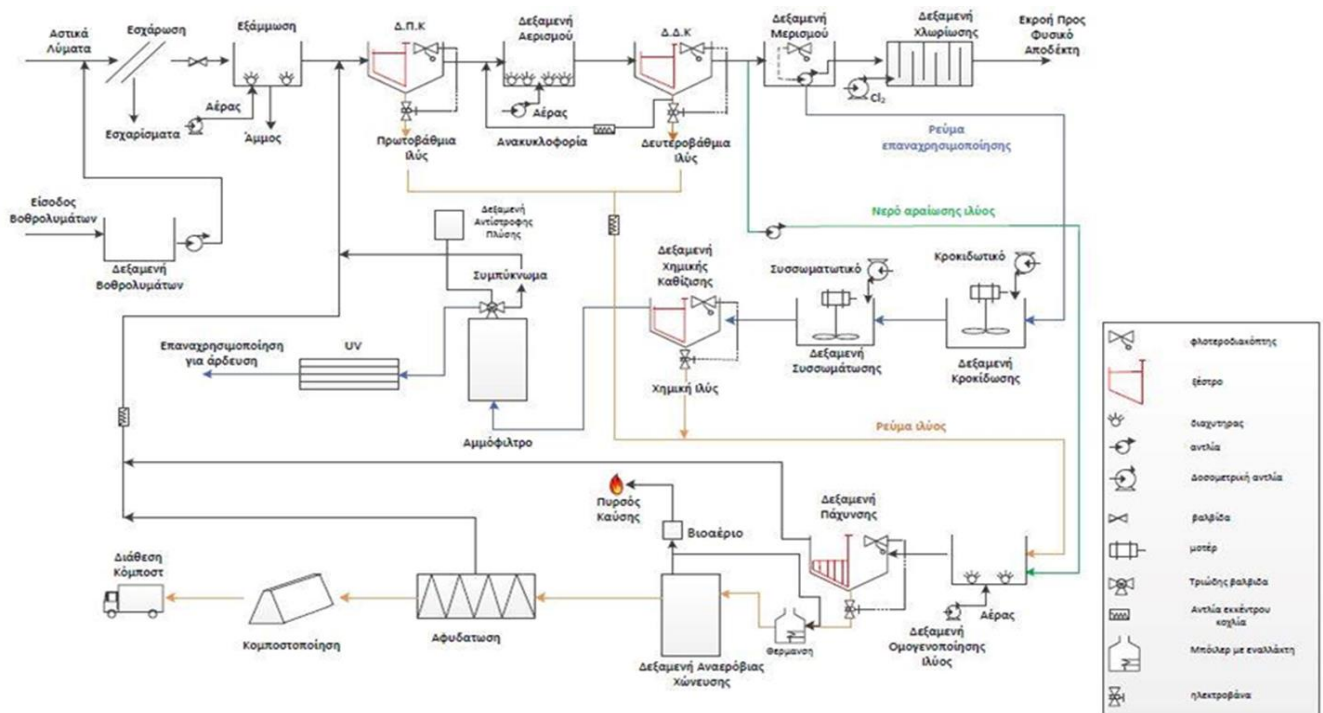 Αστικά
Λύματα
Εσχάρωση
Εξάμμωση
Δ.Π.Κ
Δεξαμενή
Αερισμού
Δ.Δ.Κ
Δεξαμενή
Μερισμού
Δεξαμενή
Χλωρίωσης
Εκροή Προς
Φυσικό
Αποδέκτη
Αέρας
Εσχαρίσματα
Άμμος
Αέρας
Cl₂
Πρωτοβάθμια
Ιλύς
Ανακυκλοφορία
Δευτεροβάθμια
Ιλύς
Ρεύμα
επαναχρησιμοποίησης
Είσοδος
Βοθρολυμάτων
Δεξαμενή
Βοθρολυμάτων
Δεξαμενή
Αντίστροφης
Πλύσης
Νερό αραίωσης ιλύος
Συμπύκνωμα
Δεξαμενή
Χημικής
Καθίζισης
Συσσωματωτικό
Κροκιδωτικό
Επαναχρησιμοποίηση
για άρδευση
UV
Δεξαμενή
Συσσωμάτωσης
Δεξαμενή
Κροκίδωσης
Χημική Ιλύς
Αμμόφιλτρο
Ρεύμα ιλύος
Πυρσός
Καύσης
Βιοαέριο
Δεξαμενή
Πάχυνσης
Διάθεση
Κόμποστ
Κομποστοποίηση
Αφυδατωση
Θερμανση
Δεξαμενή Αναερόβιας
Χώνευσης
Αέρας
Δεξαμενή
Ομογενοποίησης
Ιλύος
φλοτεροδιακόπτης
ξέστρο
διαχυτηρας
αντλία
Δοσομετρική αντλία
βαλβίδα
μοτέρ
Τριώδης βαλβιδα
Αντλία εκκέντρου
κοχλία
Μπόιλερ με εναλλάκτη
ηλεκτροβάνα